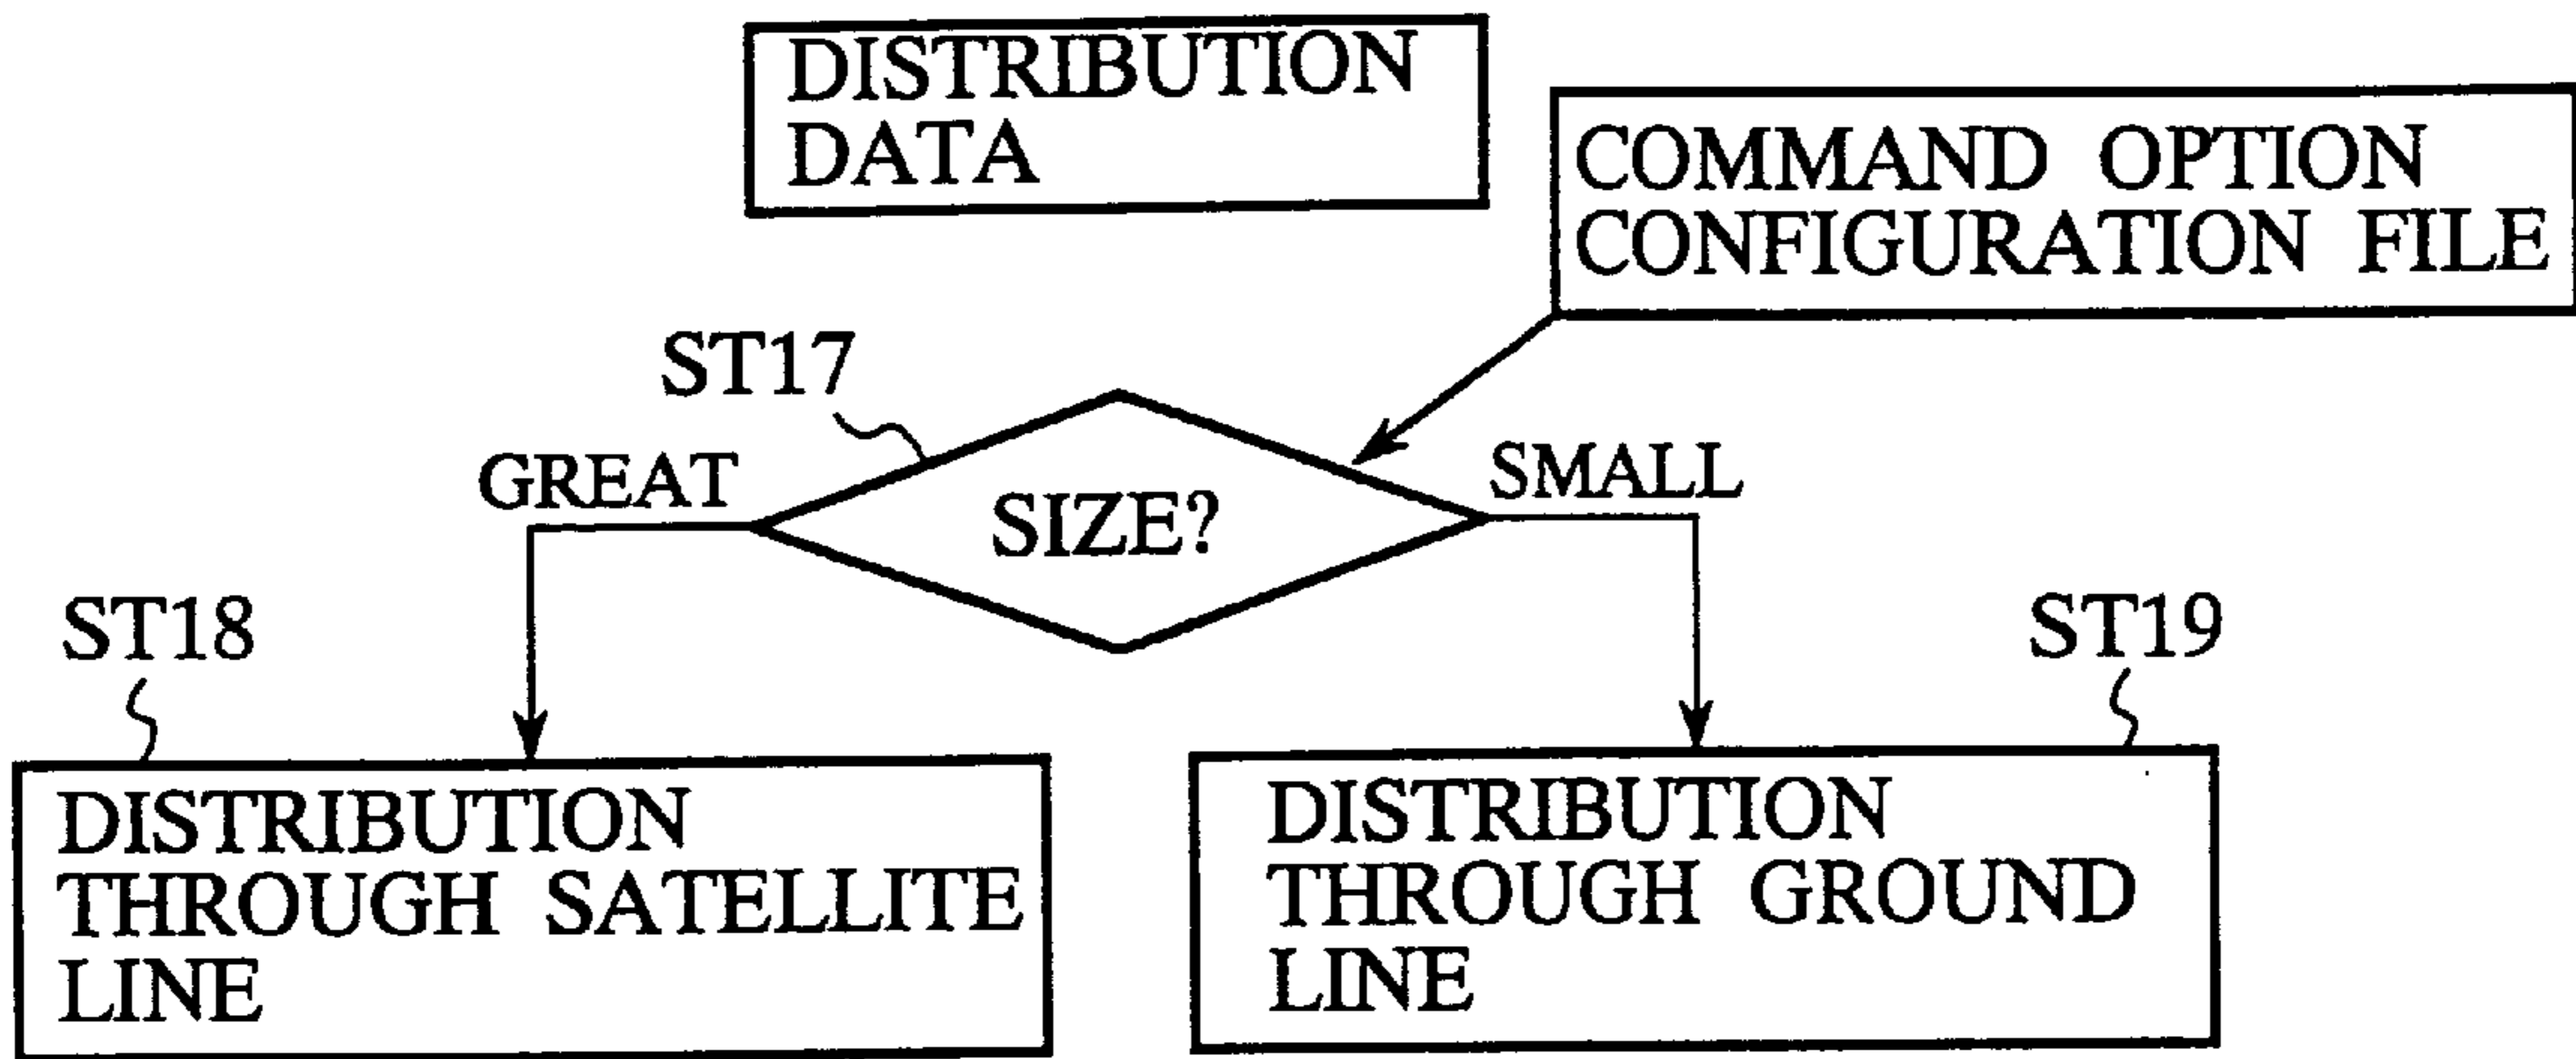 DISTRIBUTION
DATA
COMMAND OPTION
CONFIGURATION FILE
ST17
GREAT
SIZE?
SMALL
ST18
ST19
DISTRIBUTION
THROUGH SATELLITE
LINE
DISTRIBUTION
THROUGH GROUND
LINE